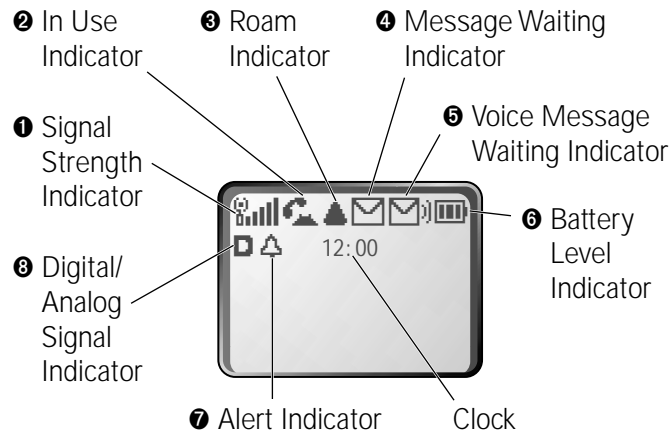 ❷ In Use
Indicator
❸ Roam
Indicator
❹ Message Waiting
Indicator
❶ Signal
Strength
Indicator
❺ Voice Message
Waiting Indicator
❻ Battery
Level
Indicator
D
12:00
❽ Digital/
Analog
Signal
Indicator
❼ Alert Indicator
Clock